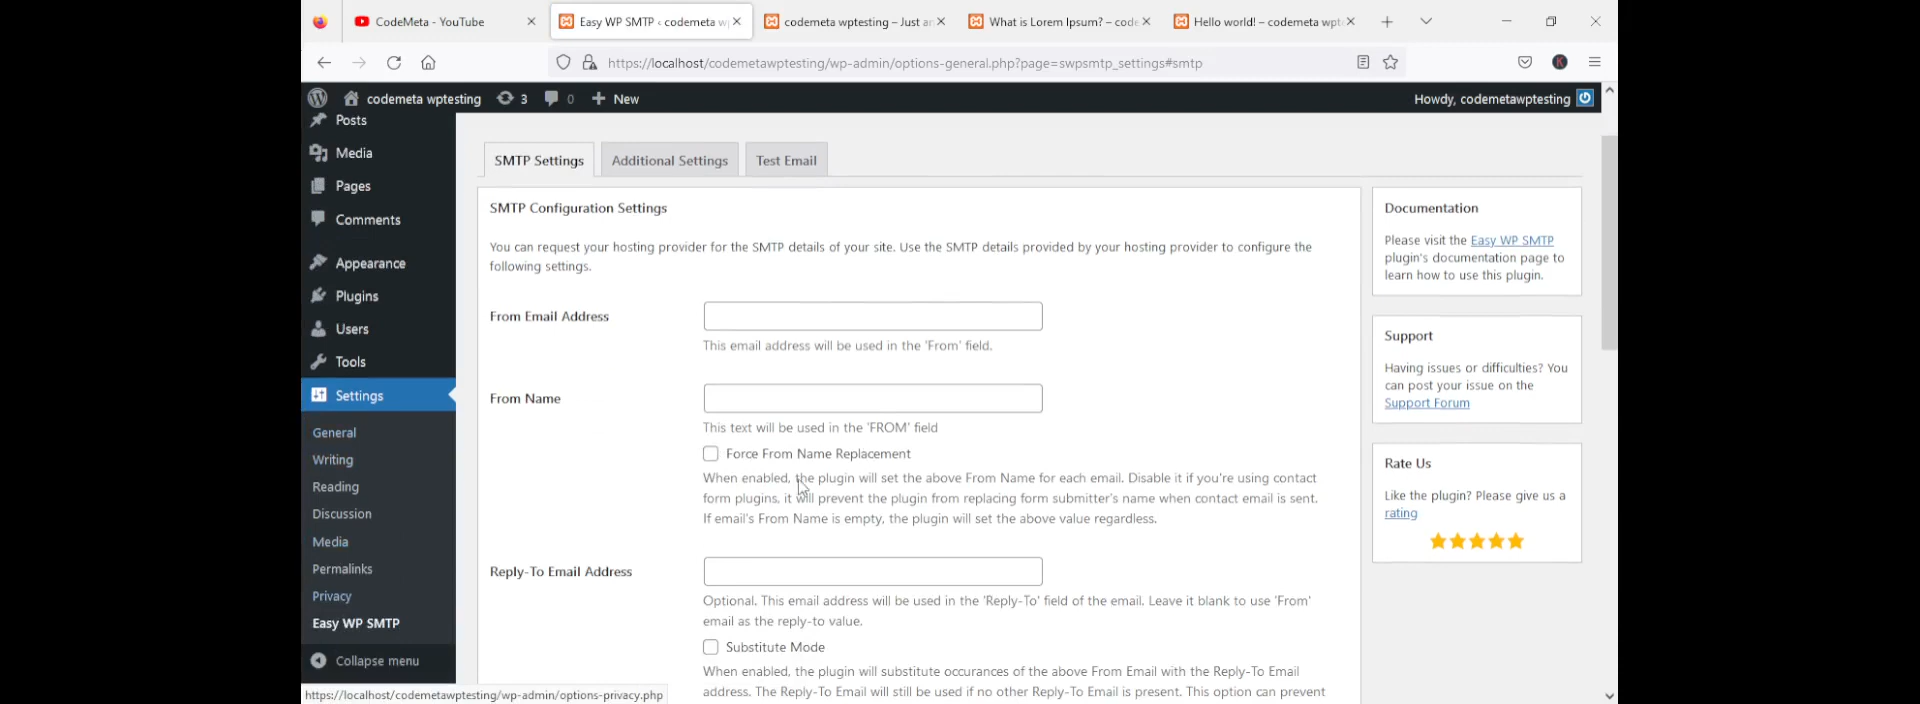 CodeMeta - YouTube
Easy WP SMTP ‹ codemeta w
codemeta wptesting – Just a
What is Lorem Ipsum? – code
Hello world! – codemeta wpt
https://localhost/codemetawptesting/wp-admin/options-general.php?page=swpsmtp_settings#smtp
K
codemeta wptesting 3 0 New
Howdy, codemetawptesting
Posts
Media
Pages
Comments
Appearance
Plugins
Users
Tools
Settings
General
Writing
Reading
Discussion
Media
Permalinks
Privacy
Easy WP SMTP
Collapse menu
https://localhost/codemetawptesting/wp-admin/options-privacy.php
SMTP Settings
Additional Settings
Test Email
SMTP Configuration Settings
You can request your hosting provider for the SMTP details of your site. Use the SMTP details provided by your hosting provider to configure the
following settings.
From Email Address
This email address will be used in the 'From' field.
From Name
This text will be used in the 'FROM' field
Force From Name Replacement
When enabled, the plugin will set the above From Name for each email. Disable it if you're using contact
form plugins, it will prevent the plugin from replacing form submitter's name when contact email is sent.
If email's From Name is empty, the plugin will set the above value regardless.
Reply-To Email Address
Optional. This email address will be used in the 'Reply-To' field of the email. Leave it blank to use 'From'
email as the reply-to value.
Substitute Mode
When enabled, the plugin will substitute occurances of the above From Email with the Reply-To Email
address. The Reply-To Email will still be used if no other Reply-To Email is present. This option can prevent
Documentation
Please visit the Easy WP SMTP
plugin's documentation page to
learn how to use this plugin.
Support
Having issues or difficulties? You
can post your issue on the
Support Forum
Rate Us
Like the plugin? Please give us a
rating